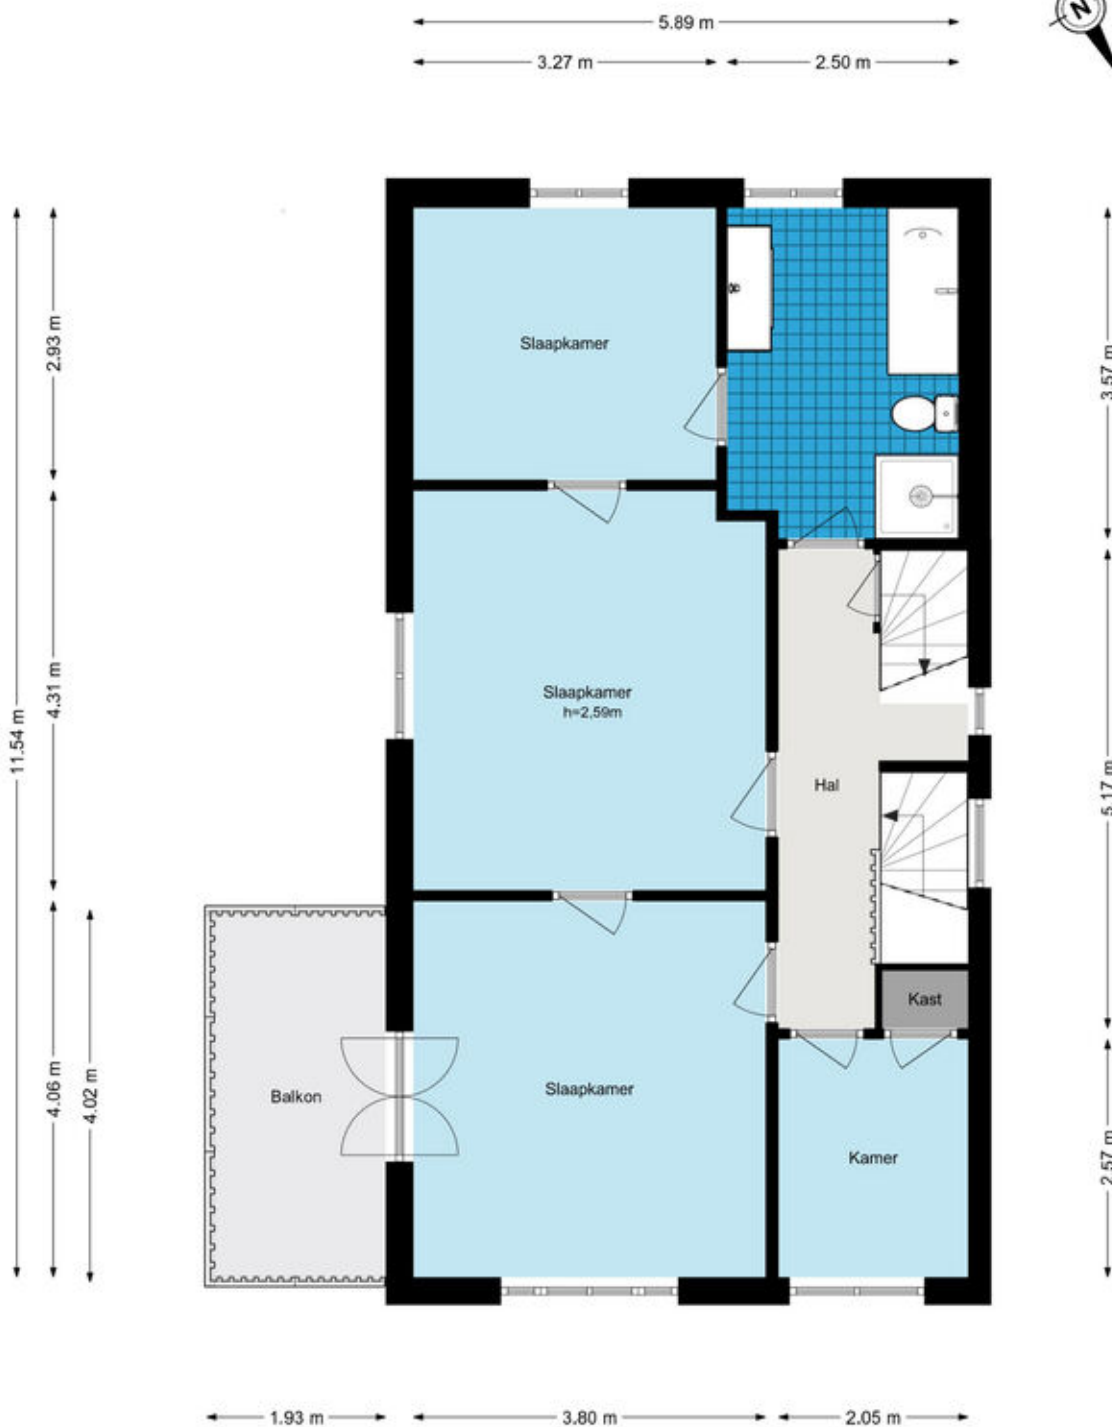 5.89 m
N
3.27 m
2.50 m
2.93 m
3.57 m
Slaapkamer
4.31 m
11.54 m
Slaapkamer
h=2,59m
Hal
5.17 m
Kast
4.06 m
4.02 m
Balkon
Slaapkamer
Kamer
2.57 m
1.93 m
3.80 m
2.05 m